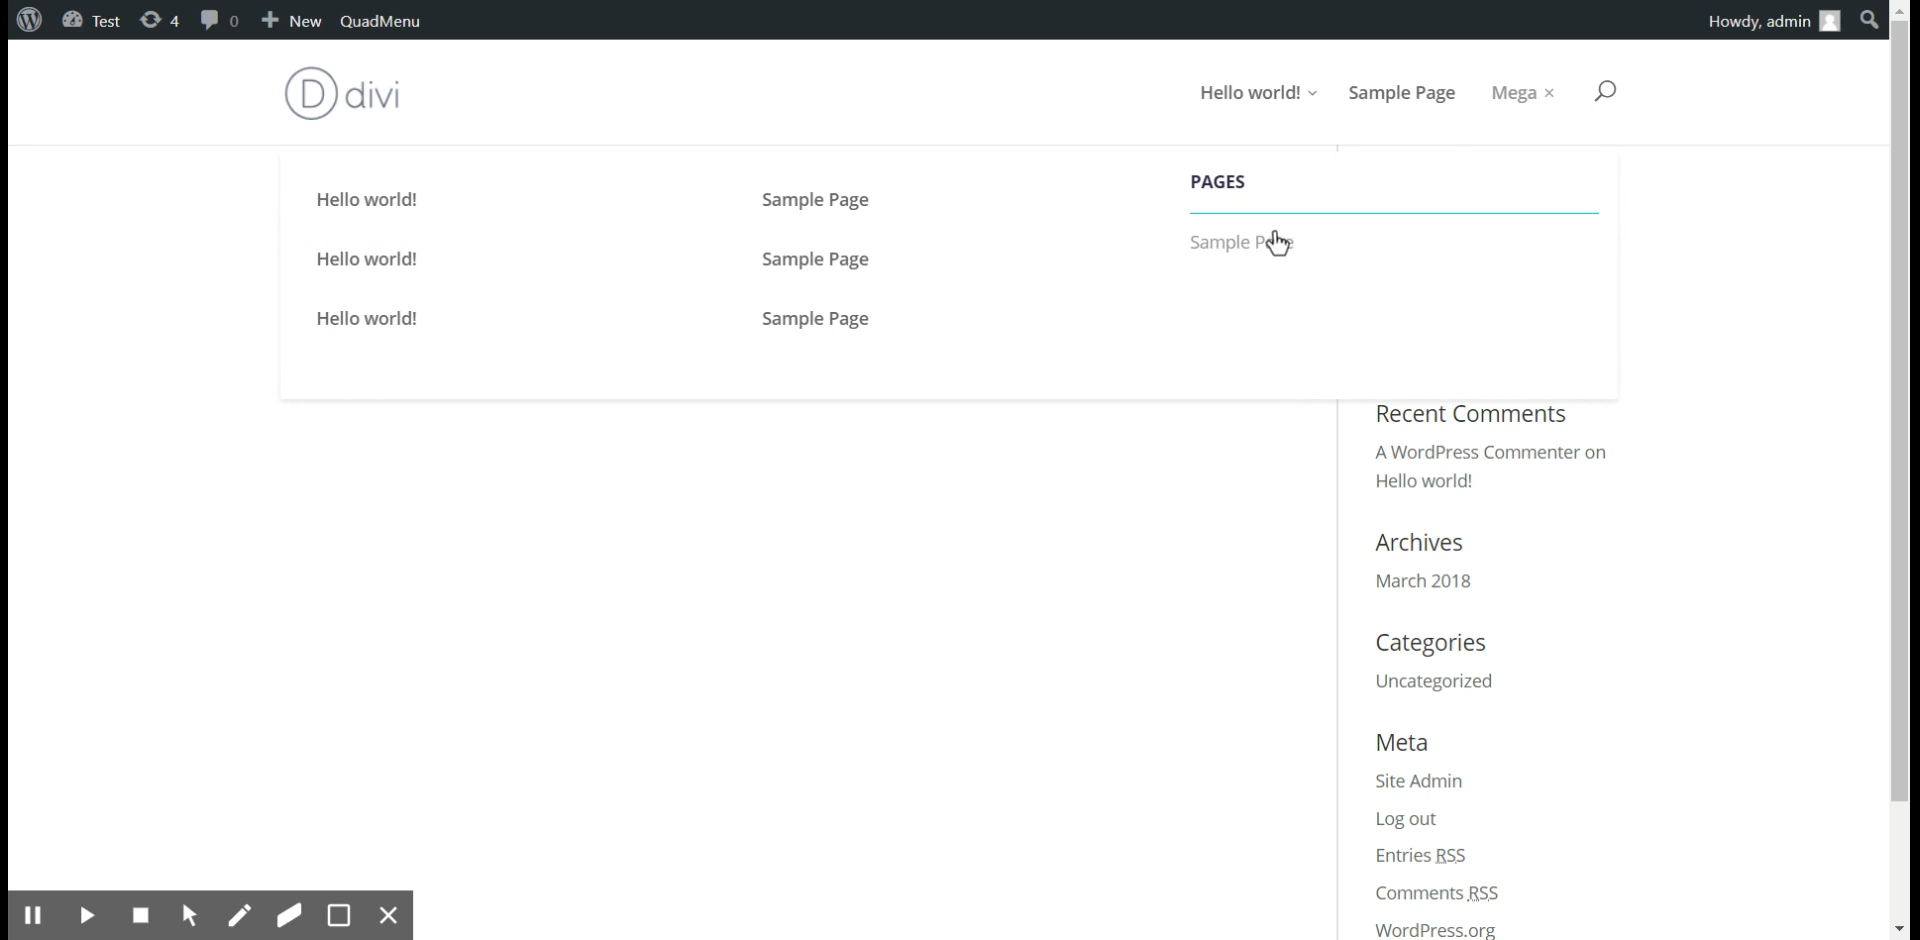 Test 4 0 New QuadMenu Howdy, admin
D divi
Hello world! Sample Page Mega ×
Hello world! Sample Page PAGES
Hello world! Sample Page Sample
Hello world! Sample Page
Recent Comments
A WordPress Commenter on
Hello world!
Archives
March 2018
Categories
Uncategorized
Meta
Site Admin
Log out
Entries RSS
Comments RSS
WordPress.org